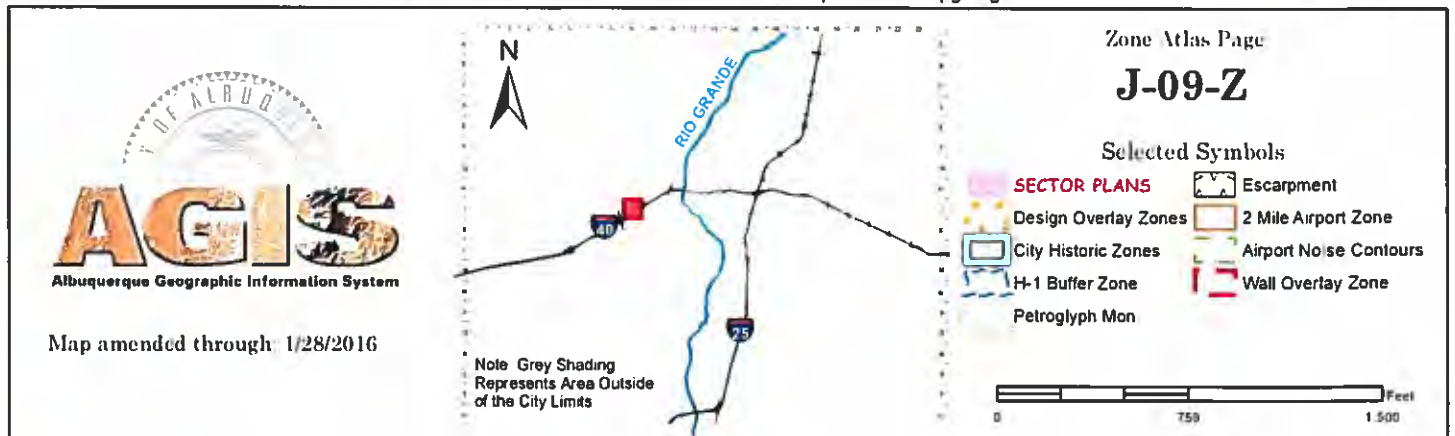 OF ALBUQ
AGIS
Albuquerque Geographic Information System
Map amended through: 1/28/2016
N
RIO GRANDE
40
25
Note Grey Shading
Represents Area Outside
of the City Limits
Zone Atlas Page
J-09-Z
Selected Symbols
SECTOR PLANS
Escarpment
Design Overlay Zones
2 Mile Airport Zone
City Historic Zones
Airport Noise Contours
H-1 Buffer Zone
Wall Overlay Zone
Petroglyph Mon
Feet
0 759 1.500